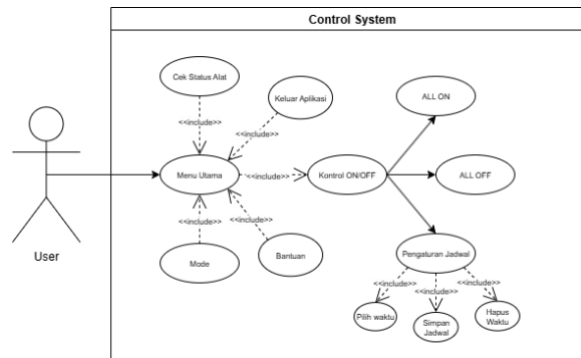 Control System
Cek Status Alat
Keluar Aplikasi
ALL ON
<<include>>
<<include>>
Menu Utama
<<include>>
Kontrol ON/OFF
ALL OFF
<<include>>
<<include>>
User
Mode
Bantuan
Pengaturan Jadwal
<<include>>
<<include>>
<<include>>
Pilih waktu
Simpan
Jadwal
Hapus
Waktu